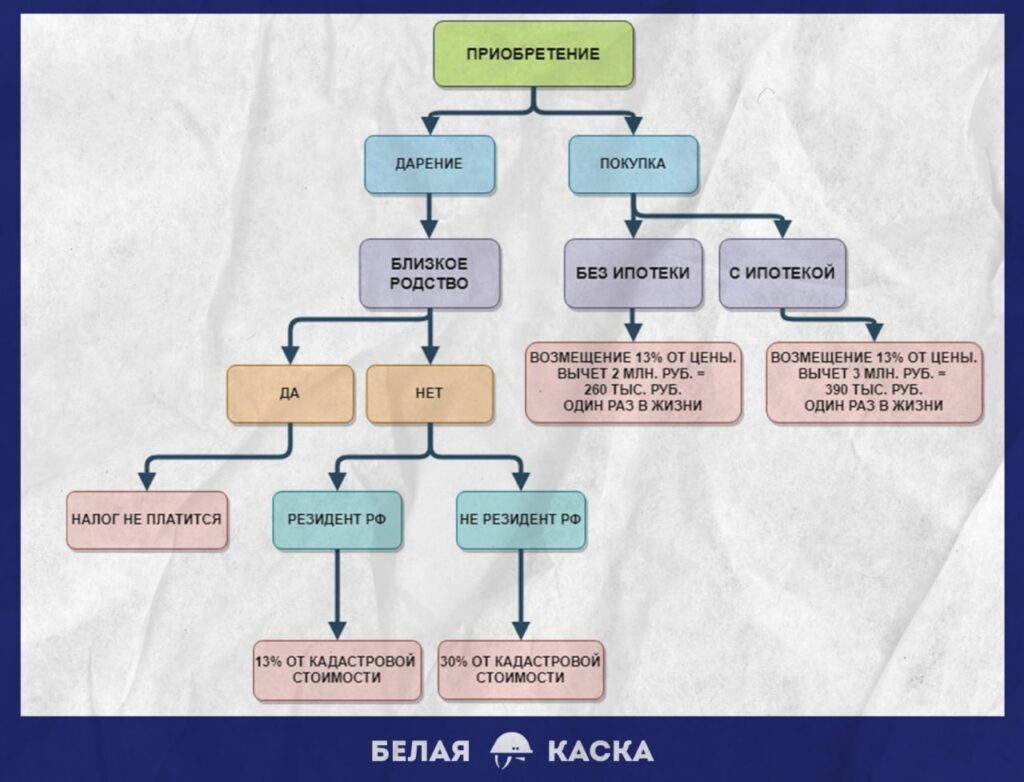 ПРИОБРЕТЕНИЕ
ДАРЕНИЕ
ПОКУПКА
БЛИЗКОЕ
РОДСТВО
БЕЗ ИПОТЕКИ
С ИПОТЕКОЙ
ВОЗМЕЩЕНИЕ 13% ОТ ЦЕНЫ.
ВЫЧЕТ 2 МЛН. РУБ. =
260 ТЫС. РУБ.
ОДИН РАЗ В ЖИЗНИ
ВОЗМЕЩЕНИЕ 13% ОТ ЦЕНЫ.
ВЫЧЕТ 3 МЛН. РУБ. =
390 ТЫС. РУБ.
ОДИН РАЗ В ЖИЗНИ
ДА
НЕТ
НАЛОГ НЕ ПЛАТИТСЯ
РЕЗИДЕНТ РФ
НЕ РЕЗИДЕНТ РФ
13% ОТ КАДАСТРОВОЙ
СТОИМОСТИ
30% ОТ КАДАСТРОВОЙ
СТОИМОСТИ
БЕЛАЯ КАСКА